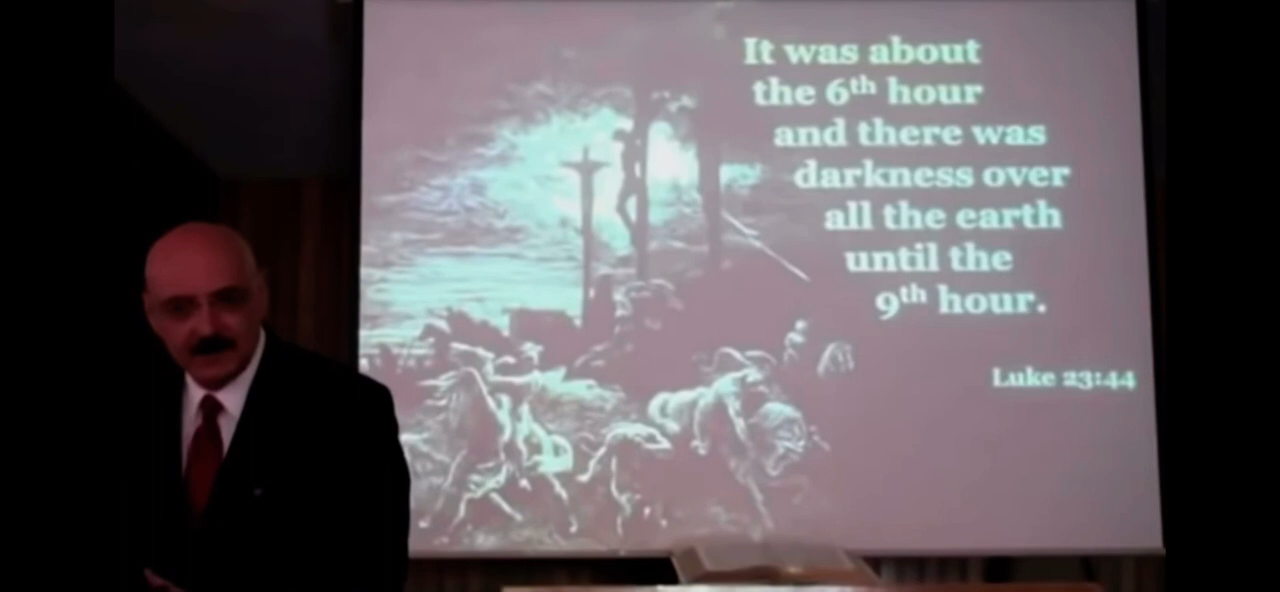 It was about
the 6th hour
and there was
darkness over
all the earth
until the
9th hour.
Luke 23:44